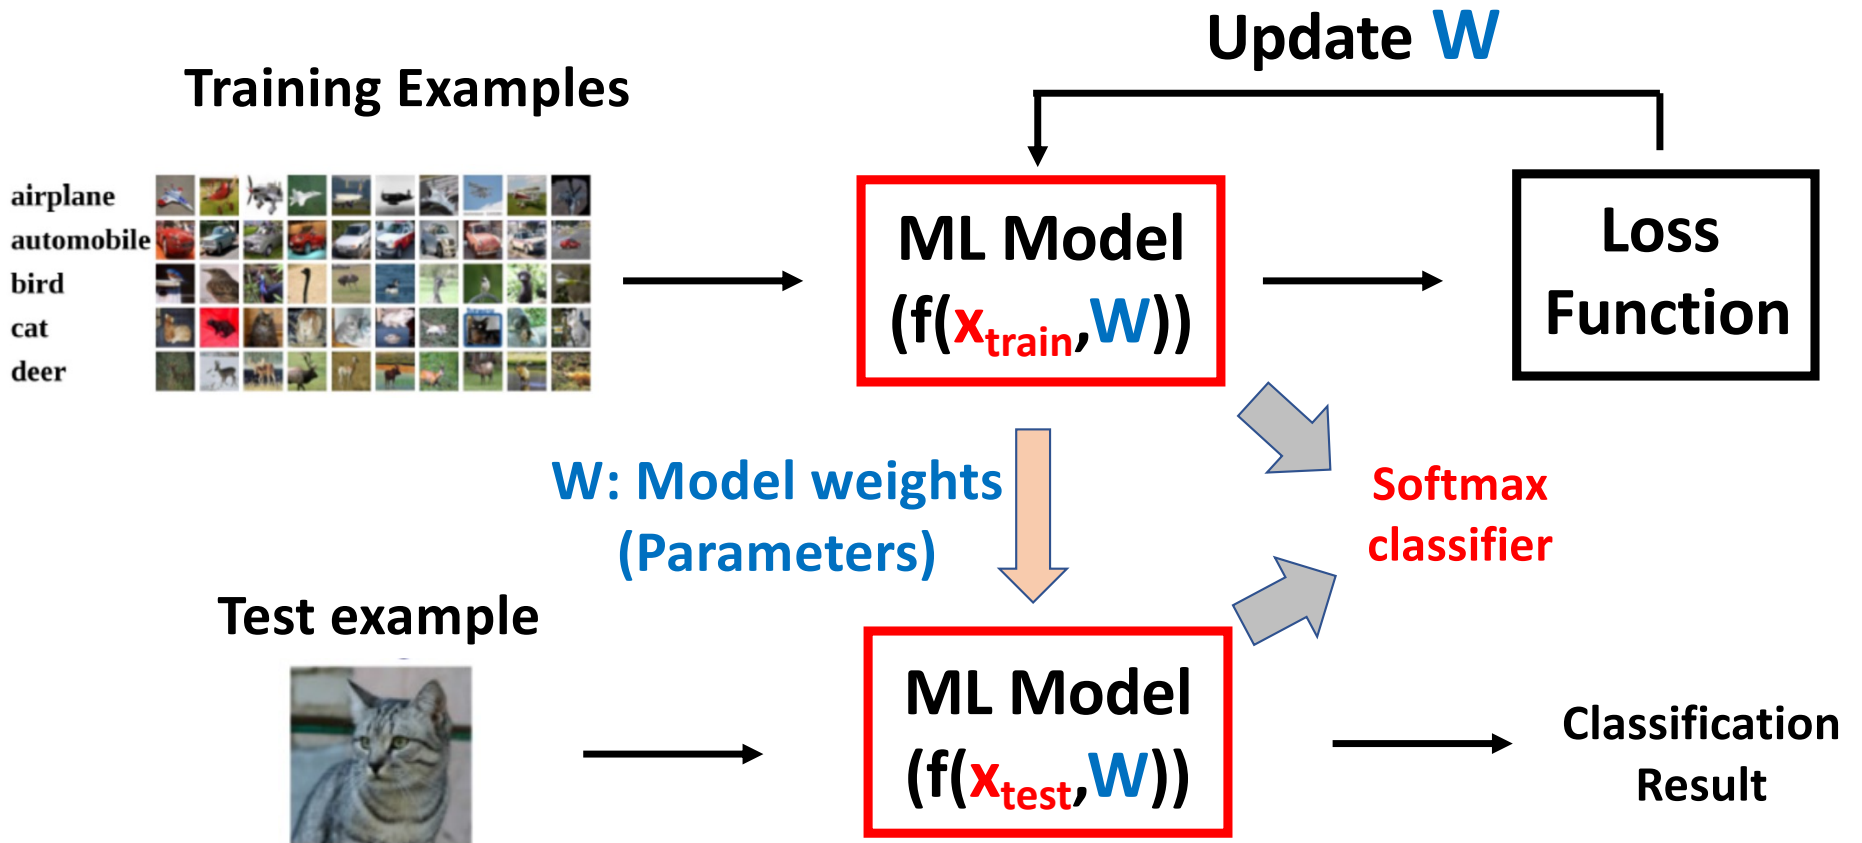 Update W
Training Examples
airplane
automobile
bird
cat
deer
ML Model
(f(xtrain,W))
Loss
Function
W: Model weights
(Parameters)
Softmax
classifier
Test example
ML Model
(f(xtest,W))
Classification
Result